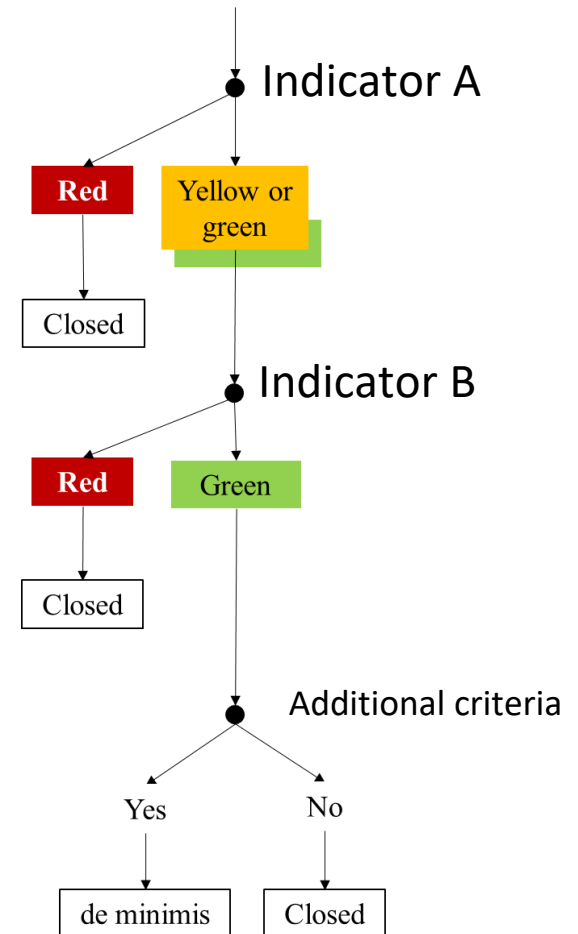 Indicator A
Red
Yellow or
green
Closed
Indicator B
Red
Green
Closed
Additional criteria
Yes
No
de minimis
Closed